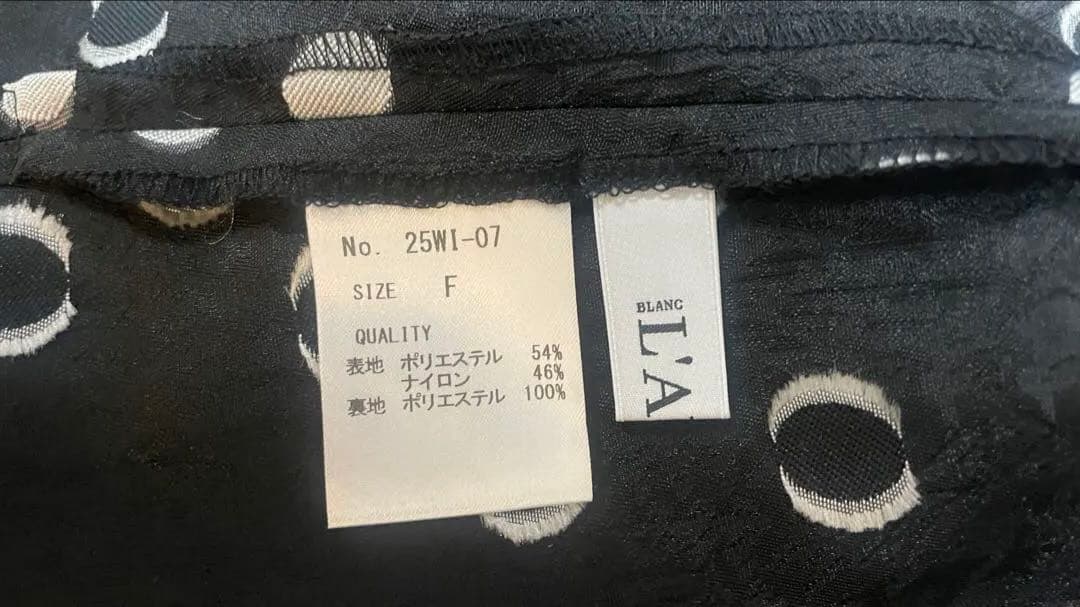 No. 25WI-07
SIZE F
QUALITY
表地 ポリエステル 54%
ナイロン 46%
裏地 ポリエステル 100%
BLANC
L'A